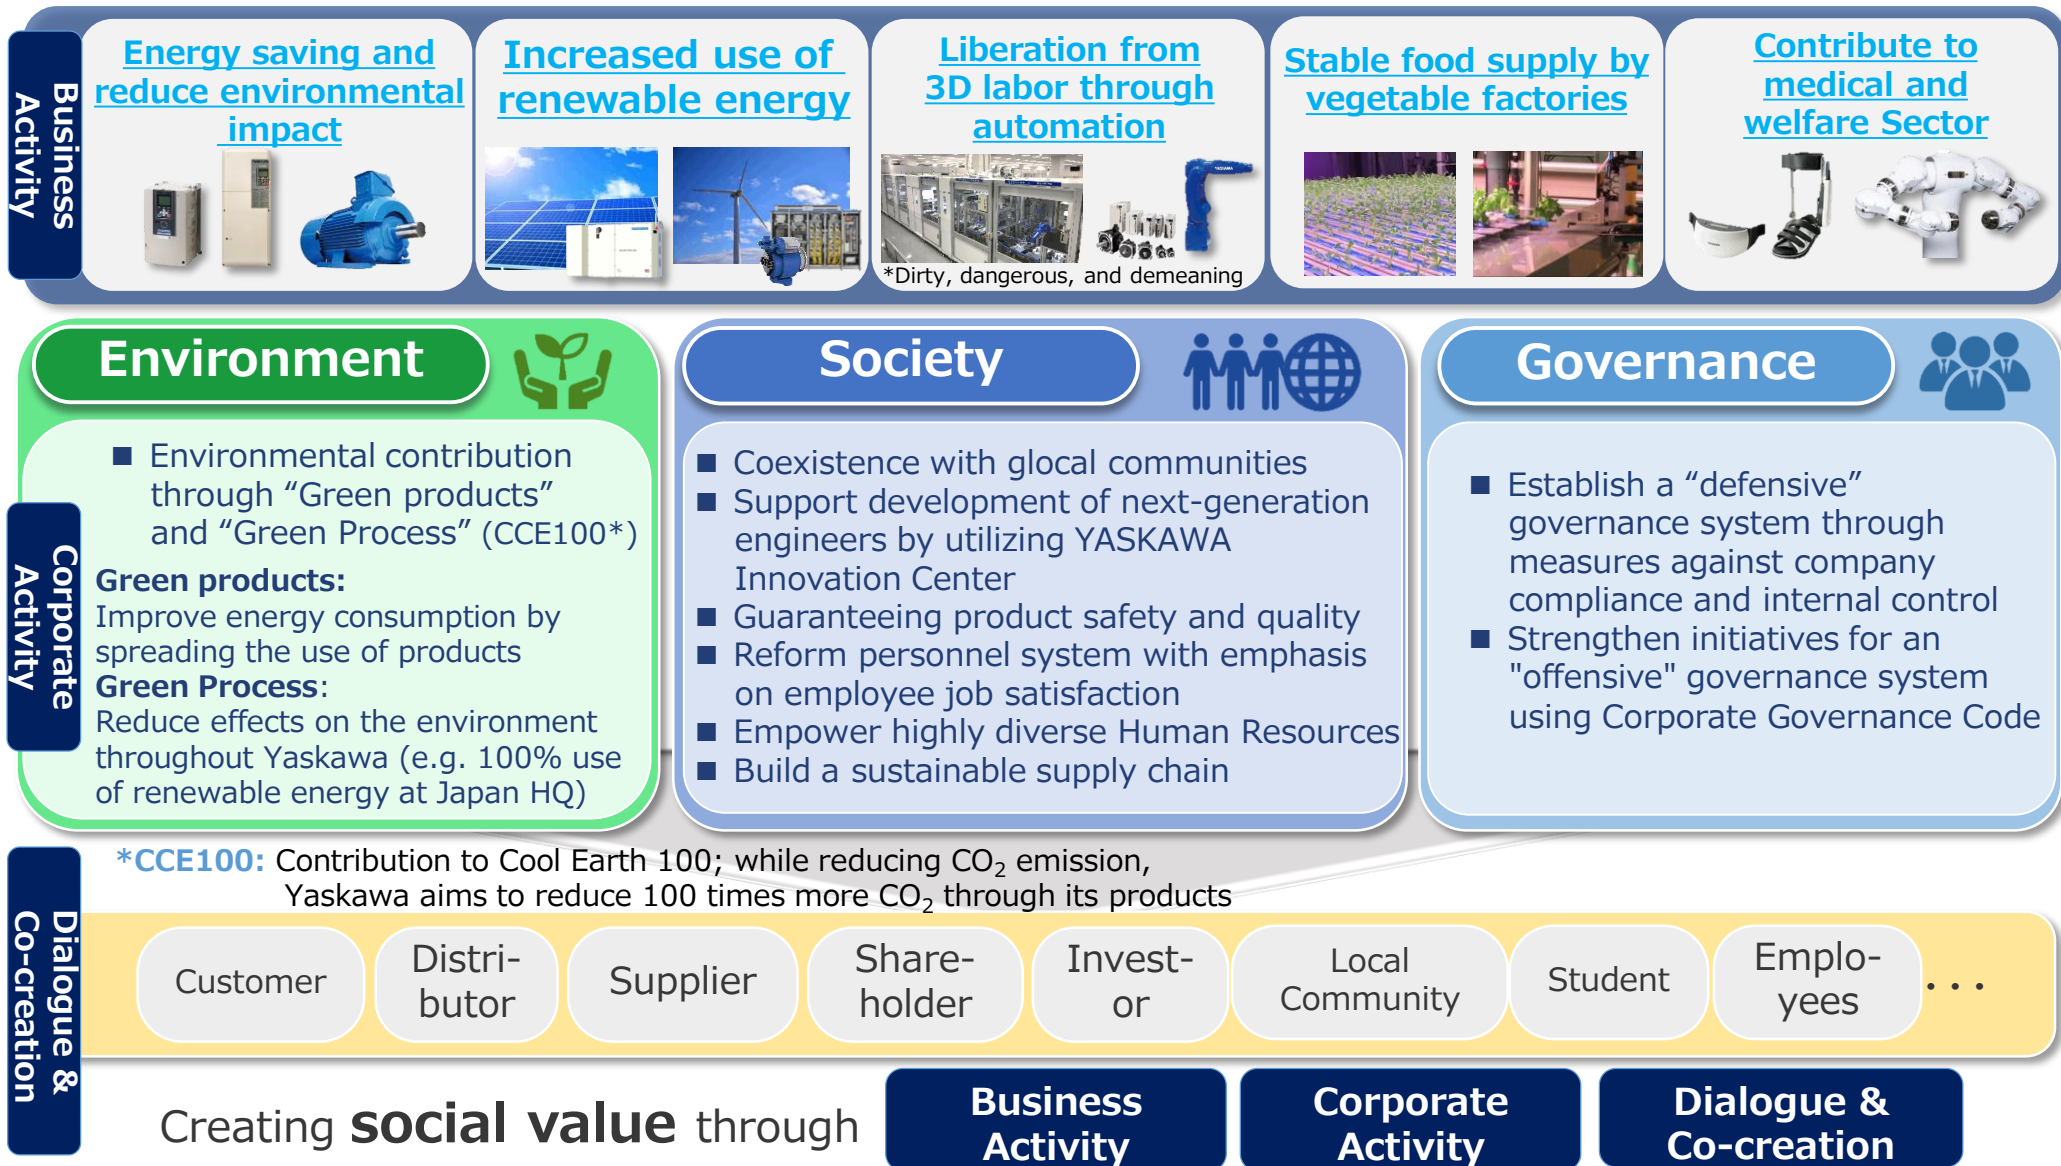 Business
Activity
Energy saving and
reduce environmental
impact
Increased use of
renewable energy
Liberation from
3D labor through
automation
*Dirty, dangerous, and demeaning
Stable food supply by
vegetable factories
Contribute to
medical and
welfare Sector
Corporate
Activity
Environment
■ Environmental contribution
through “Green products”
and “Green Process” (CCE100*)
Green products:
Improve energy consumption by
spreading the use of products
Green Process:
Reduce effects on the environment
throughout Yaskawa (e.g. 100% use
of renewable energy at Japan HQ)
Society
■ Coexistence with glocal communities
■ Support development of next-generation
engineers by utilizing YASKAWA
Innovation Center
■ Guaranteeing product safety and quality
■ Reform personnel system with emphasis
on employee job satisfaction
■ Empower highly diverse Human Resources
■ Build a sustainable supply chain
Governance
■ Establish a “defensive”
governance system through
measures against company
compliance and internal control
■ Strengthen initiatives for an
"offensive" governance system
using Corporate Governance Code
*CCE100: Contribution to Cool Earth 100; while reducing CO₂ emission,
Yaskawa aims to reduce 100 times more CO₂ through its products
Dialogue &
Co-creation
Customer
Distri-
butor
Supplier
Share-
holder
Invest-
or
Local
Community
Student
Emplo-
yees
・・・
Creating social value through
Business
Activity
Corporate
Activity
Dialogue &
Co-creation